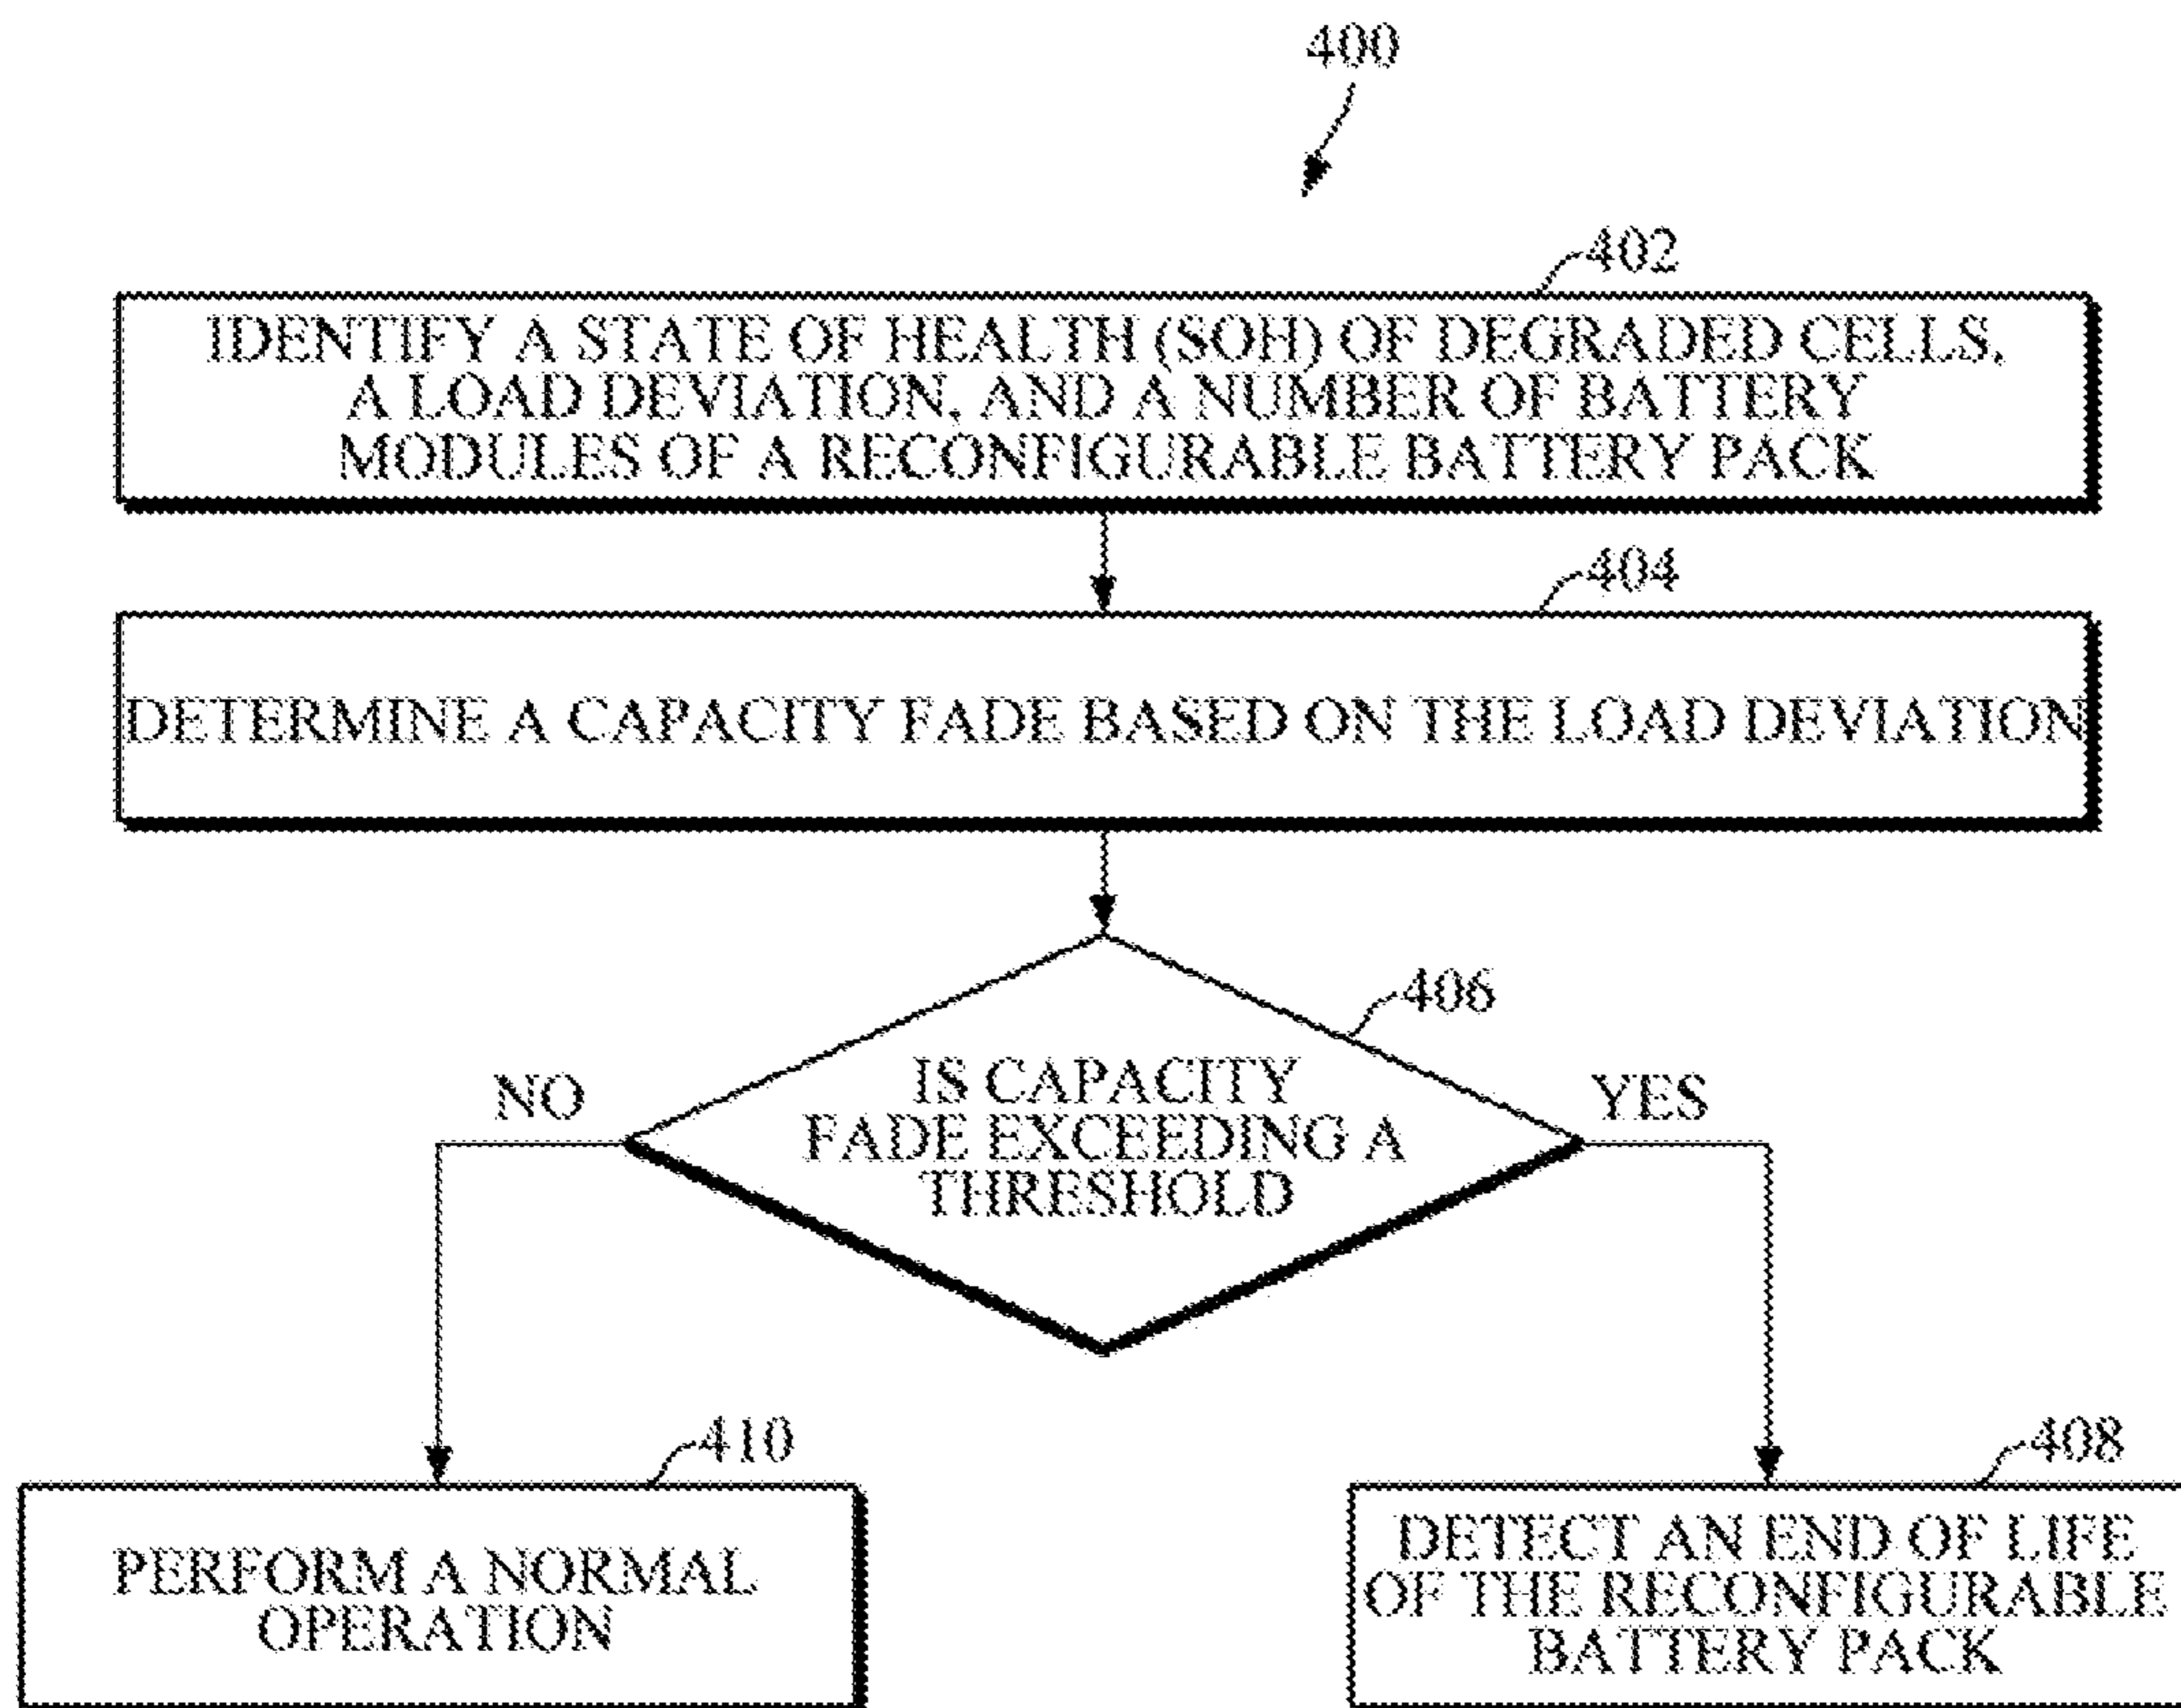 400
402
IDENTIFY A STATE OF HEALTH (SOH) OF DEGRADED CELLS,
A LOAD DEVIATION, AND A NUMBER OF BATTERY
MODULES OF A RECONFIGURABLE BATTERY PACK
404
DETERMINE A CAPACITY FADE BASED ON THE LOAD DEVIATION
406
IS CAPACITY
FADE EXCEEDING A
THRESHOLD
NO
YES
410
PERFORM A NORMAL
OPERATION
408
DETECT AN END OF LIFE
OF THE RECONFIGURABLE
BATTERY PACK